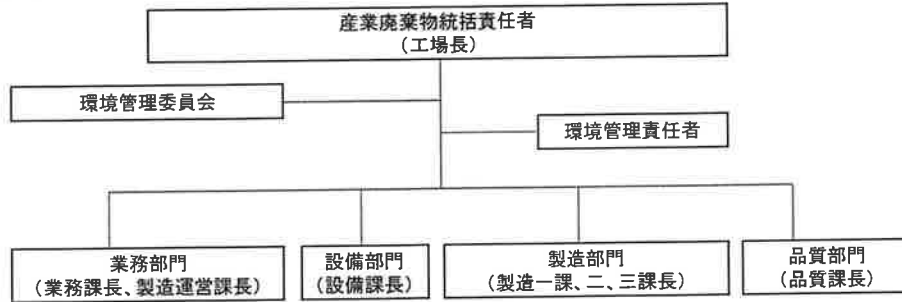 産業廃棄物統括責任者
（工場長）
環境管理委員会
環境管理責任者
業務部門
（業務課長、製造運営課長）
設備部門
（設備課長）
製造部門
（製造一課、二、三課長）
品質部門
（品質課長）